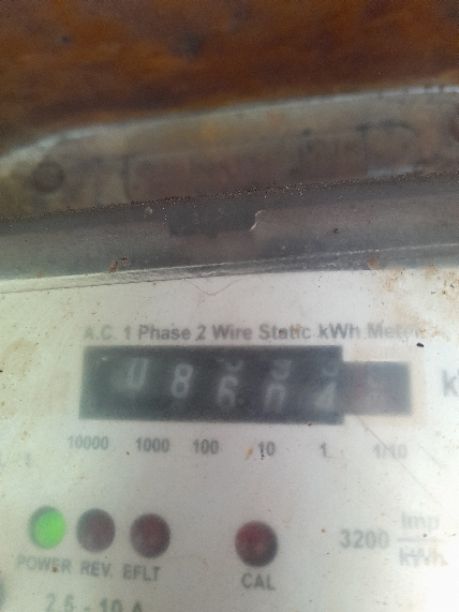 A.C. 1 Phase 2 Wire Static kWh Meter
10000 1000 100 10 1 1/10
3200 Imp
kWh
POWER REV. EFLT CAL
2.5 - 10 A